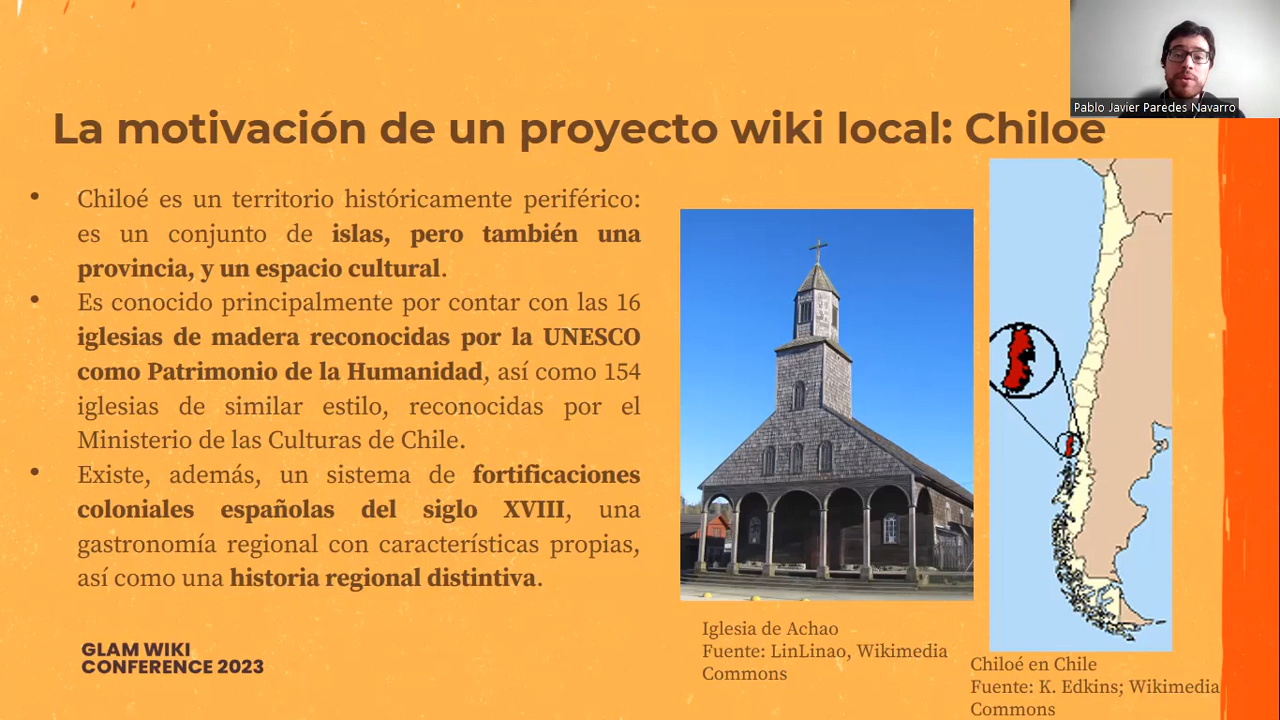 Pablo Javier Paredes Navarro
La motivación de un proyecto wiki local: Chiloé
• Chiloé es un territorio históricamente periférico:
es un conjunto de islas, pero también una
provincia, y un espacio cultural.
• Es conocido principalmente por contar con las 16
iglesias de madera reconocidas por la UNESCO
como Patrimonio de la Humanidad, así como 154
iglesias de similar estilo, reconocidas por el
Ministerio de las Culturas de Chile.
• Existe, además, un sistema de fortificaciones
coloniales españolas del siglo XVIII, una
gastronomía regional con características propias,
así como una historia regional distintiva.
Iglesia de Achao
Fuente: LinLinao, Wikimedia
Commons
Chiloé en Chile
Fuente: K. Edkins; Wikimedia
Commons
GLAM WIKI
CONFERENCE 2023